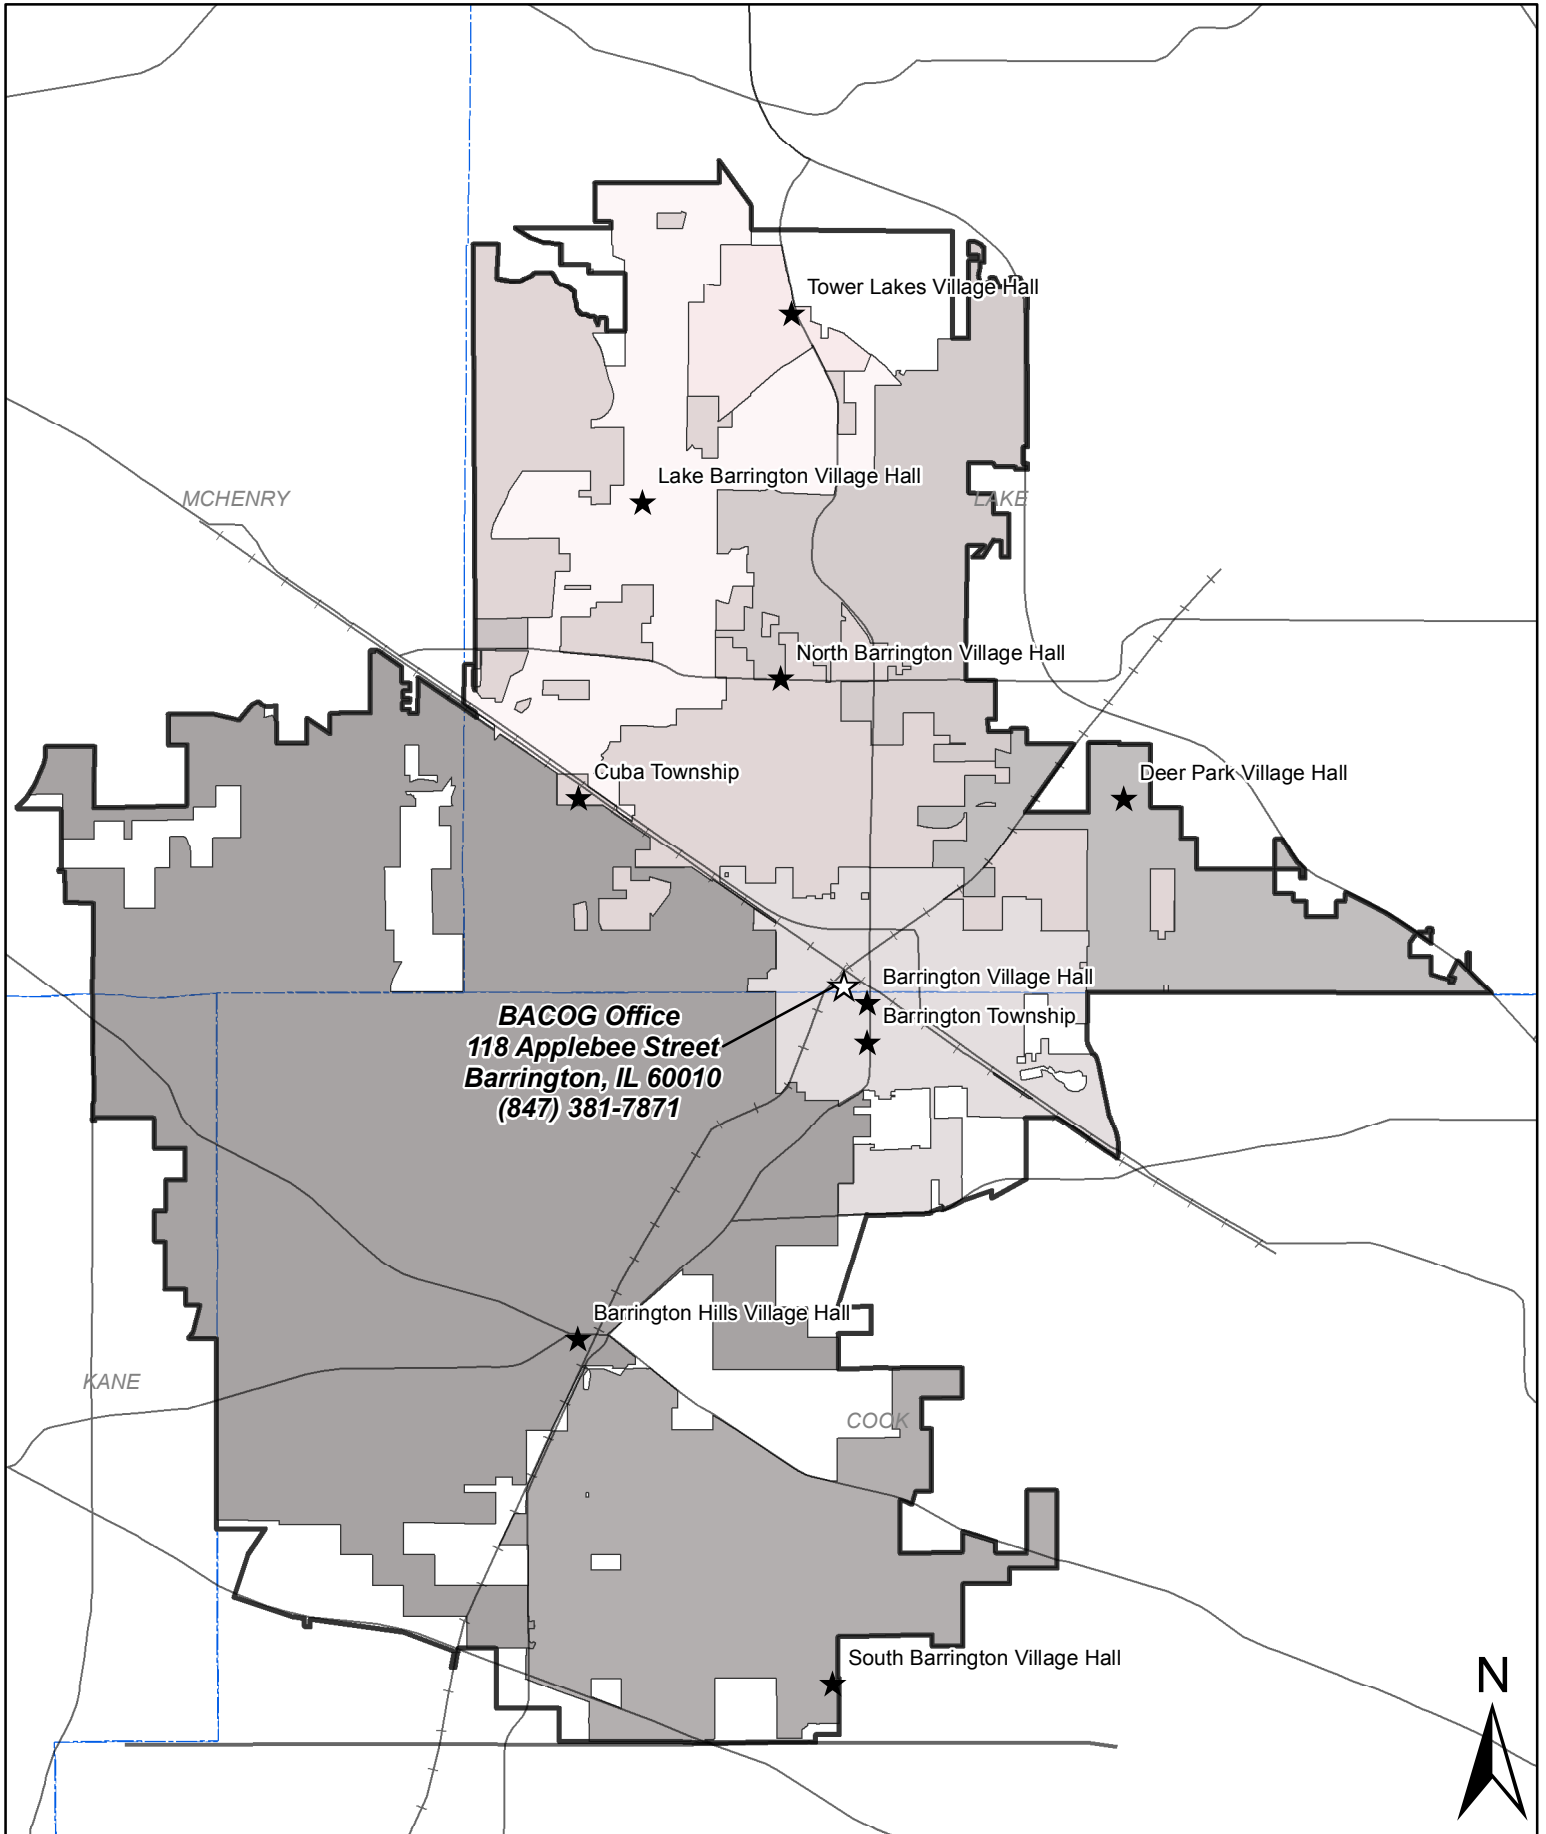 Tower Lakes Village Hall
Lake Barrington Village Hall
MCHENRY
LAKE
North Barrington Village Hall
Cuba Township
Deer Park Village Hall
Barrington Village Hall
BACOG Office
118 Applebee Street
Barrington, IL 60010
(847) 381-7871
Barrington Township
Barrington Hills Village Hall
KANE
COOK
South Barrington Village Hall
N